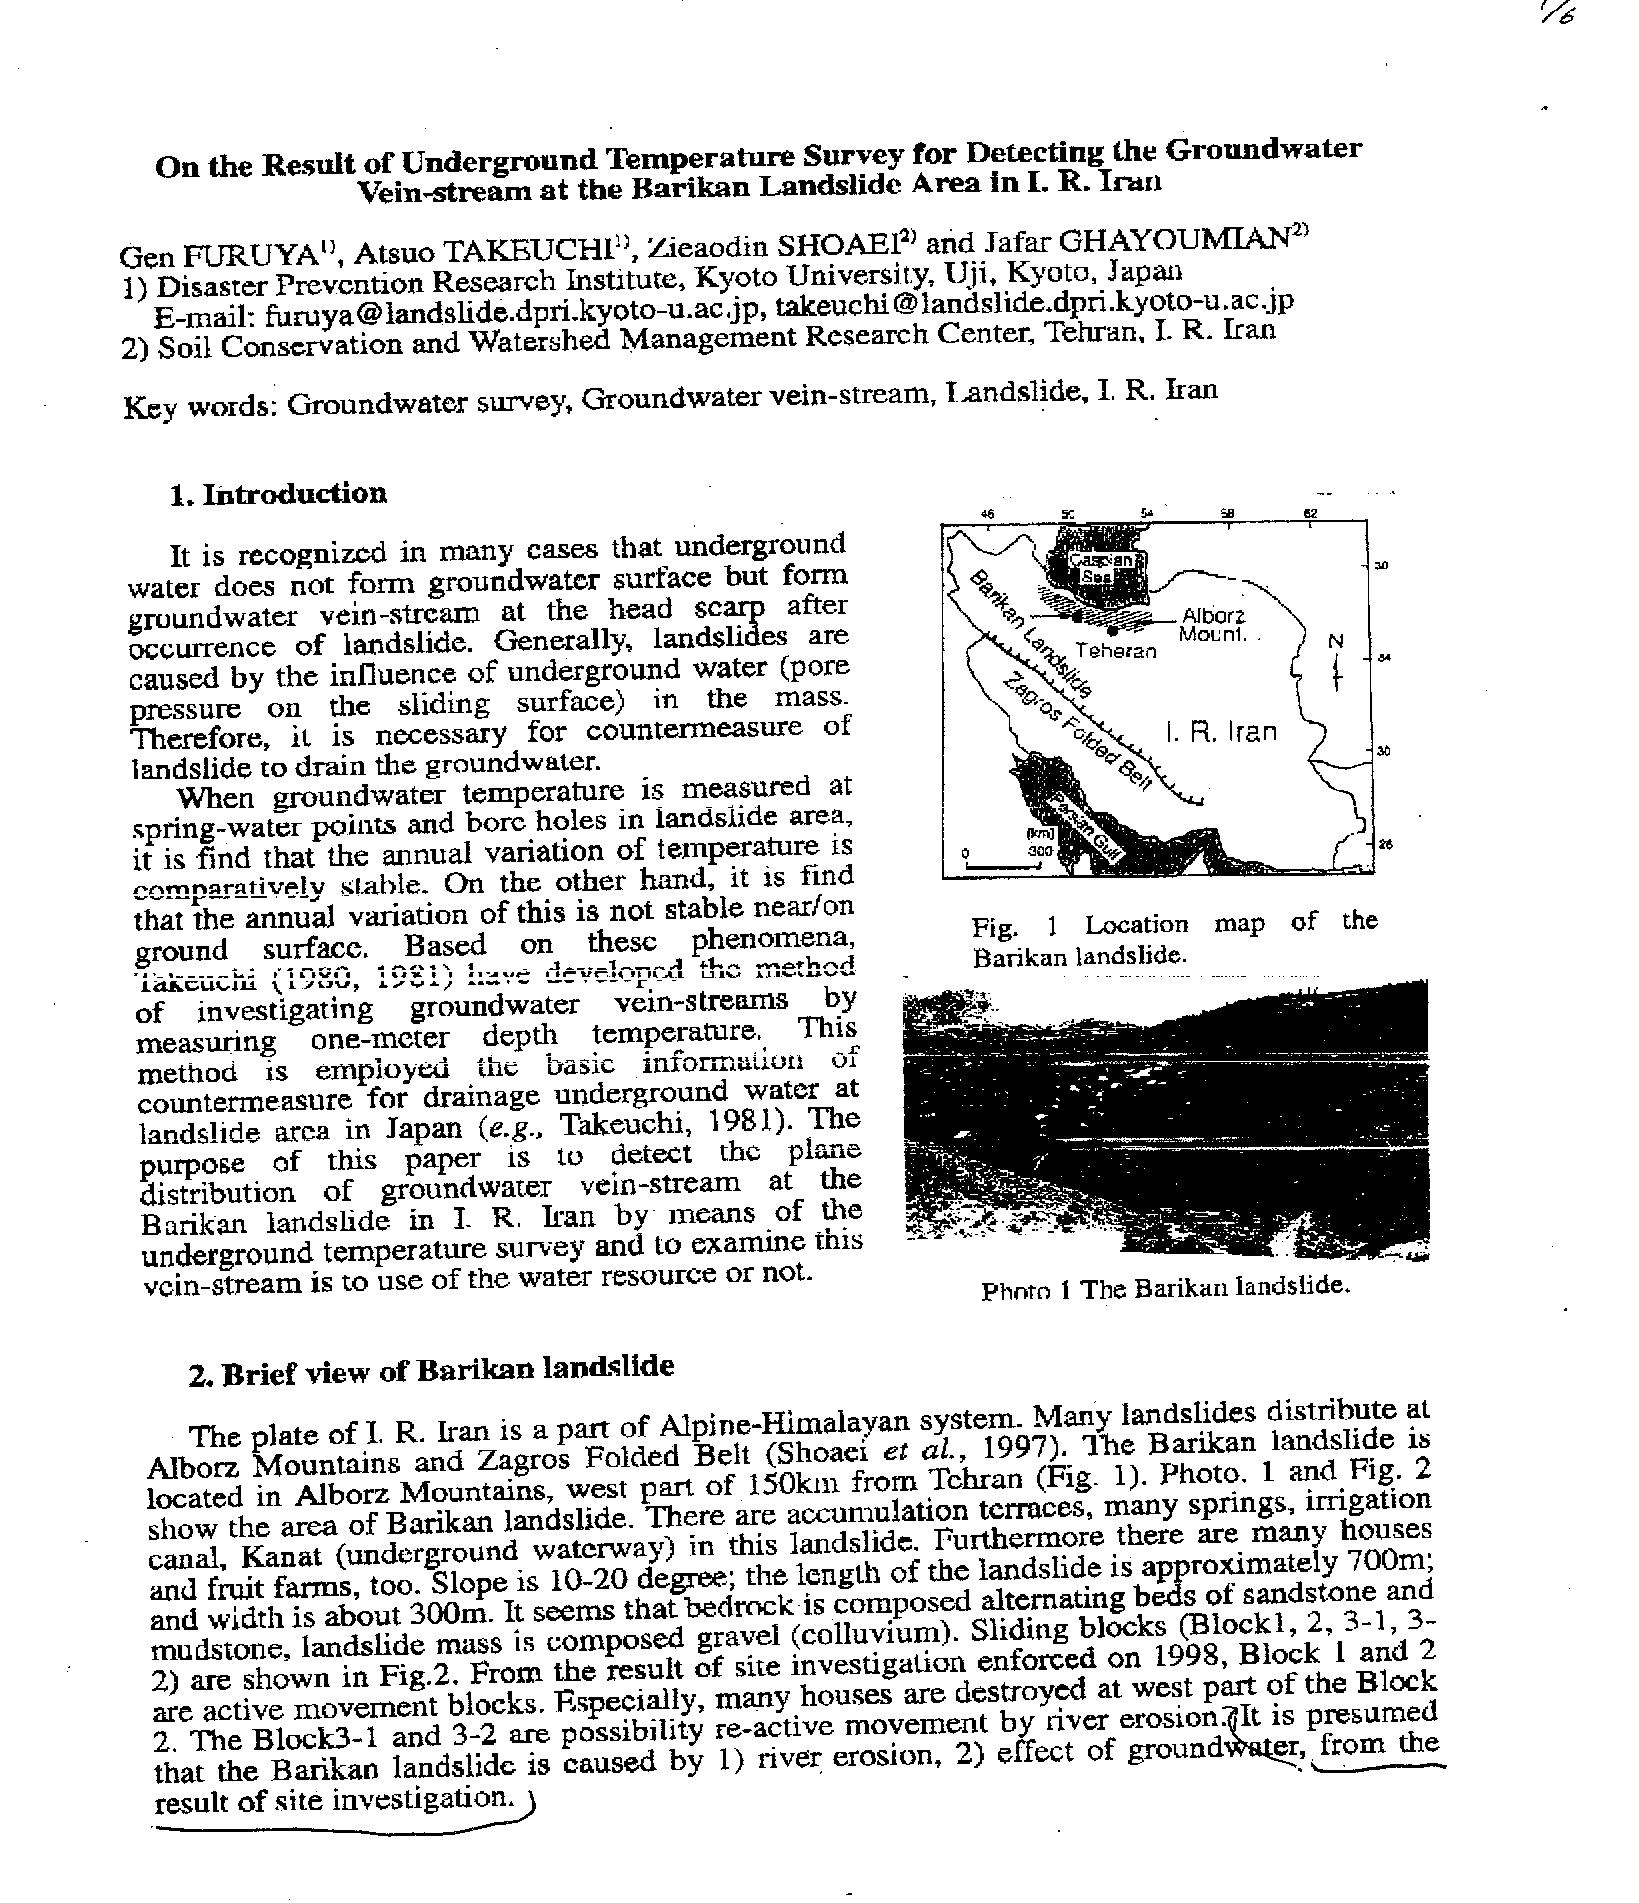 1/6
On the Result of Underground Temperature Survey for Detecting the Groundwater
Vein-stream at the Barikan Landslide Area in I. R. Iran
Gen FURUYA1), Atsuo TAKEUCHI1), Zieaodin SHOAEI2) and Jafar GHAYOUMIAN2)
1) Disaster Prevention Research Institute, Kyoto University, Uji, Kyoto, Japan
E-mail: furuya@landslide.dpri.kyoto-u.ac.jp, takeuchi@landslide.dpri.kyoto-u.ac.jp
2) Soil Conservation and Watershed Management Research Center, Tehran, I. R. Iran
Key words: Groundwater survey, Groundwater vein-stream, Landslide, I. R. Iran
1. Introduction
It is recognized in many cases that underground
water does not form groundwater surface but form
groundwater vein-stream at the head scarp after
occurrence of landslide. Generally, landslides are
caused by the influence of underground water (pore
pressure on the sliding surface) in the mass.
Therefore, it is necessary for countermeasure of
landslide to drain the groundwater.
When groundwater temperature is measured at
spring-water points and bore holes in landslide area,
it is find that the annual variation of temperature is
comparatively stable. On the other hand, it is find
that the annual variation of this is not stable near/on
ground surface. Based on these phenomena,
Takeuchi (1980, 1981) have developed the method
of investigating groundwater vein-streams by
measuring one-meter depth temperature. This
method is employed the basic information of
countermeasure for drainage underground water at
landslide area in Japan (e.g., Takeuchi, 1981). The
purpose of this paper is to detect the plane
distribution of groundwater vein-stream at the
Barikan landslide in I. R. Iran by means of the
underground temperature survey and to examine this
vein-stream is to use of the water resource or not.
46 50 54 58 62
Caspian
Sea
30
Barikan Landslide
Alborz
Mount.
Teheran
N
34
Zagros Folded Belt
I. R. Iran
30
Persian Gulf
(km)
0 300
26
Fig. 1 Location map of the
Barikan landslide.
Photo 1 The Barikan landslide.
2. Brief view of Barikan landslide
The plate of I. R. Iran is a part of Alpine-Himalayan system. Many landslides distribute at
Alborz Mountains and Zagros Folded Belt (Shoaei et al., 1997). The Barikan landslide is
located in Alborz Mountains, west part of 150km from Tehran (Fig. 1). Photo. 1 and Fig. 2
show the area of Barikan landslide. There are accumulation terraces, many springs, irrigation
canal, Kanat (underground waterway) in this landslide. Furthermore there are many houses
and fruit farms, too. Slope is 10-20 degree; the length of the landslide is approximately 700m;
and width is about 300m. It seems that bedrock is composed alternating beds of sandstone and
mudstone, landslide mass is composed gravel (colluvium). Sliding blocks (Block1, 2, 3-1, 3-
2) are shown in Fig.2. From the result of site investigation enforced on 1998, Block 1 and 2
are active movement blocks. Especially, many houses are destroyed at west part of the Block
2. The Block3-1 and 3-2 are possibility re-active movement by river erosion. It is presumed
that the Barikan landslide is caused by 1) river erosion, 2) effect of groundwater, from the
result of site investigation.